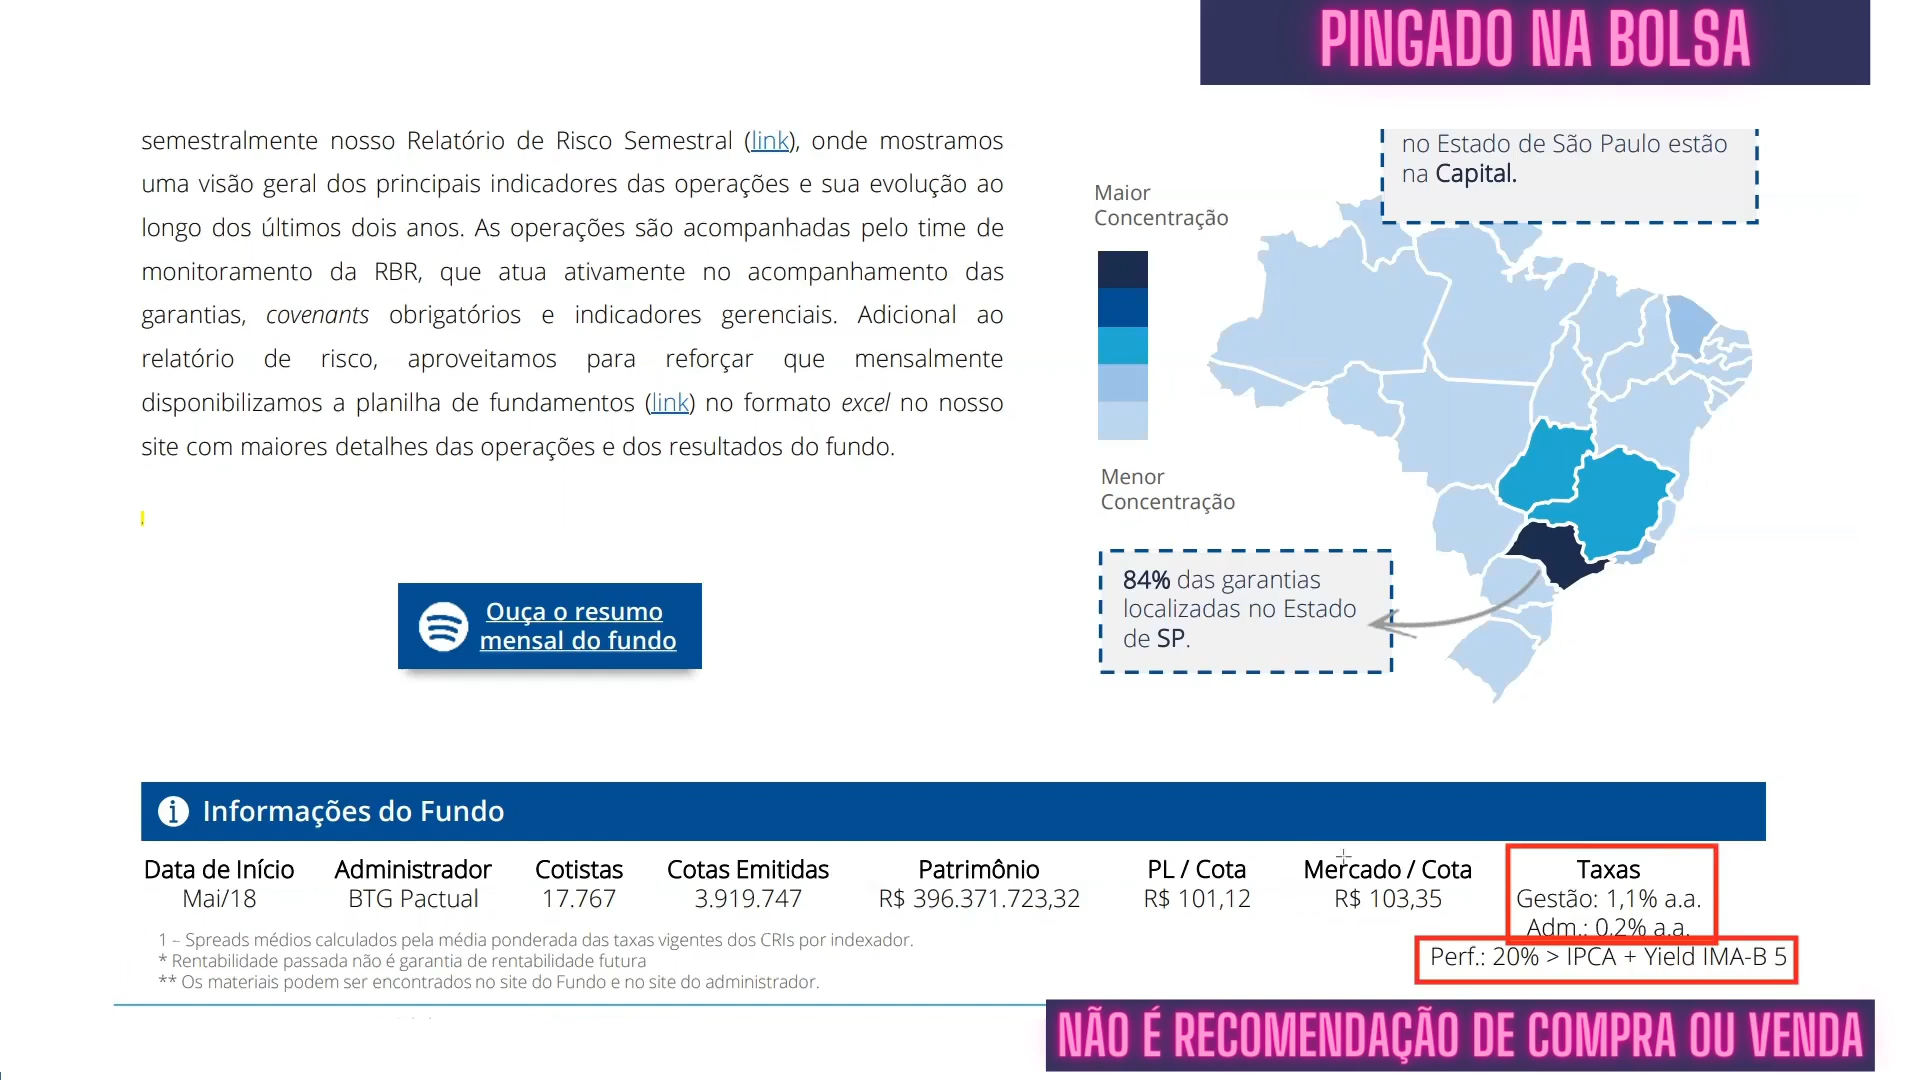 PINGADO NA BOLSA
semestralmente nosso Relatório de Risco Semestral (link), onde mostramos
uma visão geral dos principais indicadores das operações e sua evolução ao
longo dos últimos dois anos. As operações são acompanhadas pelo time de
monitoramento da RBR, que atua ativamente no acompanhamento das
garantias, covenants obrigatórios e indicadores gerenciais. Adicional ao
relatório de risco, aproveitamos para reforçar que mensalmente
disponibilizamos a planilha de fundamentos (link) no formato excel no nosso
site com maiores detalhes das operações e dos resultados do fundo.
Ouça o resumo
mensal do fundo
no Estado de São Paulo estão
na Capital.
Maior
Concentração
Menor
Concentração
84% das garantias
localizadas no Estado
de SP.
Informações do Fundo
Data de Início Administrador Cotistas Cotas Emitidas Patrimônio PL / Cota Mercado / Cota Taxas
Mai/18 BTG Pactual 17.767 3.919.747 R$ 396.371.723,32 R$ 101,12 R$ 103,35 Gestão: 1,1% a.a.
Adm.: 0,2% a.a.
Perf.: 20% > IPCA + Yield IMA-B 5
1 – Spreads médios calculados pela média ponderada das taxas vigentes dos CRIs por indexador.
* Rentabilidade passada não é garantia de rentabilidade futura
** Os materiais podem ser encontrados no site do Fundo e no site do administrador.
NÃO É RECOMENDAÇÃO DE COMPRA OU VENDA